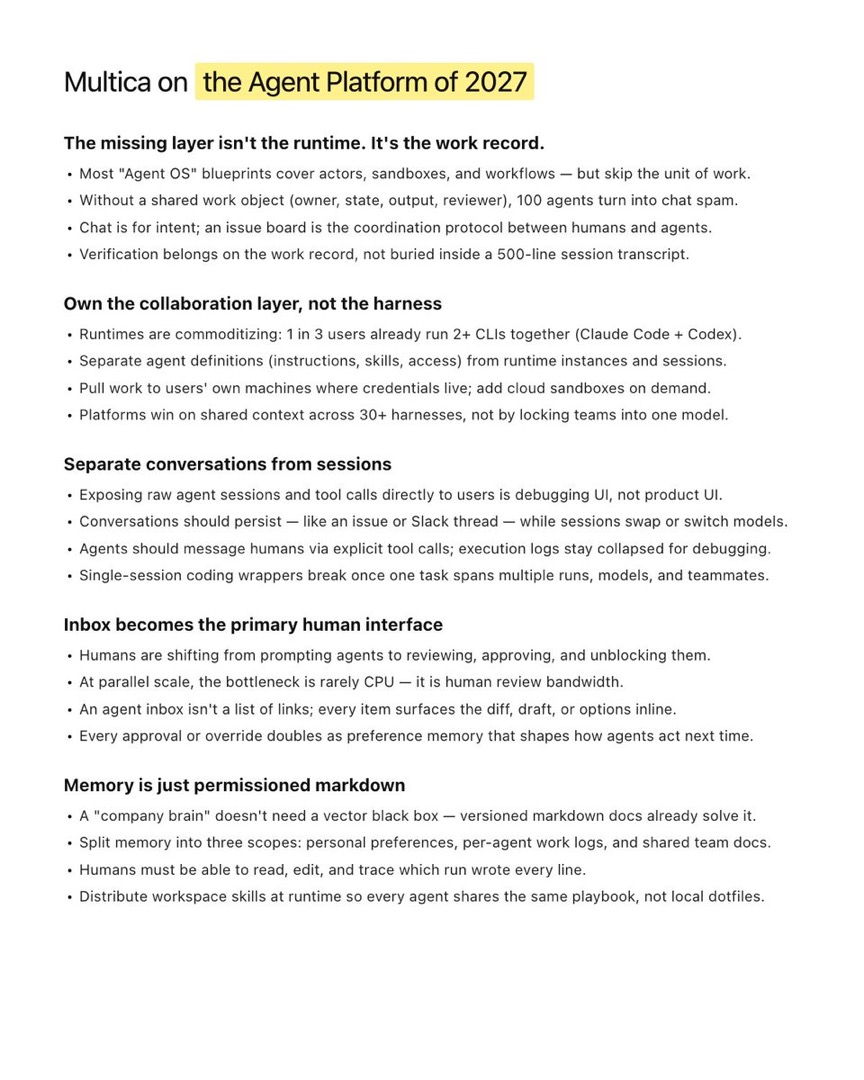 Multica on the Agent Platform of 2027
The missing layer isn't the runtime. It's the work record.
• Most "Agent OS" blueprints cover actors, sandboxes, and workflows — but skip the unit of work.
• Without a shared work object (owner, state, output, reviewer), 100 agents turn into chat spam.
• Chat is for intent; an issue board is the coordination protocol between humans and agents.
• Verification belongs on the work record, not buried inside a 500-line session transcript.
Own the collaboration layer, not the harness
• Runtimes are commoditizing: 1 in 3 users already run 2+ CLIs together (Claude Code + Codex).
• Separate agent definitions (instructions, skills, access) from runtime instances and sessions.
• Pull work to users' own machines where credentials live; add cloud sandboxes on demand.
• Platforms win on shared context across 30+ harnesses, not by locking teams into one model.
Separate conversations from sessions
• Exposing raw agent sessions and tool calls directly to users is debugging UI, not product UI.
• Conversations should persist — like an issue or Slack thread — while sessions swap or switch models.
• Agents should message humans via explicit tool calls; execution logs stay collapsed for debugging.
• Single-session coding wrappers break once one task spans multiple runs, models, and teammates.
Inbox becomes the primary human interface
• Humans are shifting from prompting agents to reviewing, approving, and unblocking them.
• At parallel scale, the bottleneck is rarely CPU — it is human review bandwidth.
• An agent inbox isn't a list of links; every item surfaces the diff, draft, or options inline.
• Every approval or override doubles as preference memory that shapes how agents act next time.
Memory is just permissioned markdown
• A "company brain" doesn't need a vector black box — versioned markdown docs already solve it.
• Split memory into three scopes: personal preferences, per-agent work logs, and shared team docs.
• Humans must be able to read, edit, and trace which run wrote every line.
• Distribute workspace skills at runtime so every agent shares the same playbook, not local dotfiles.